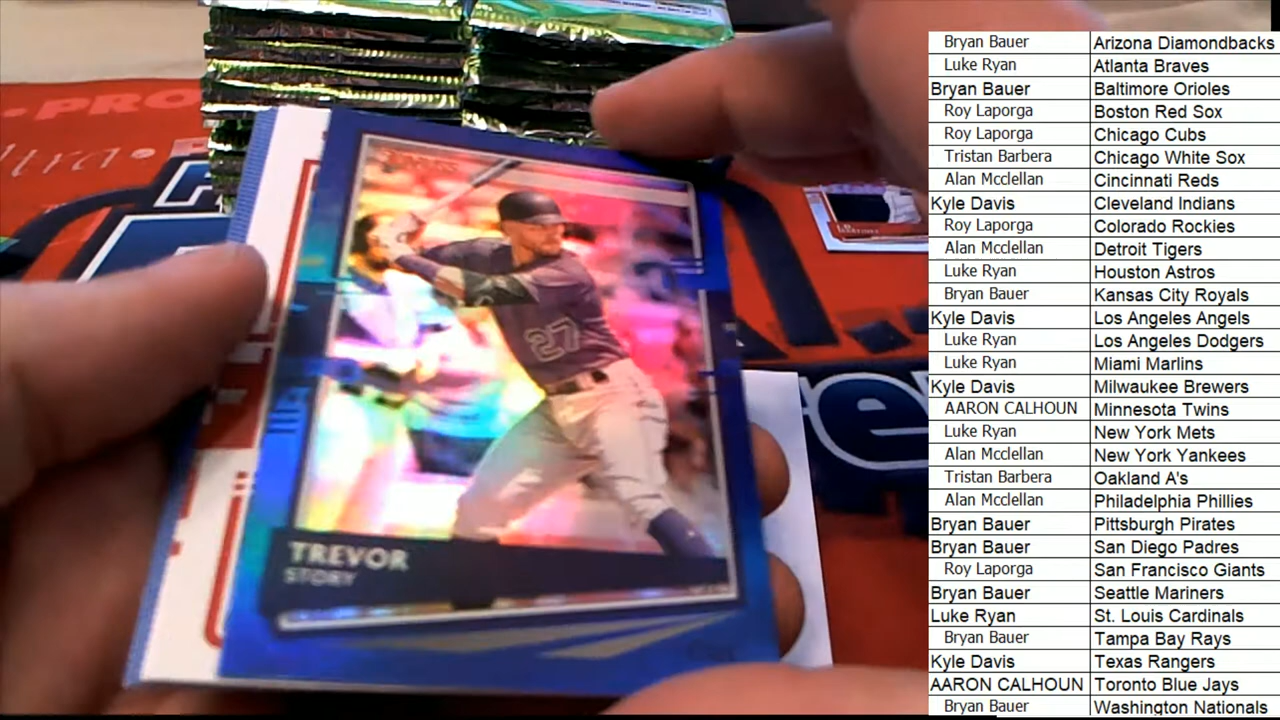 PRO
27
TREVOR
STORY
Bryan Bauer Arizona Diamondbacks
Luke Ryan Atlanta Braves
Bryan Bauer Baltimore Orioles
Roy Laporga Boston Red Sox
Roy Laporga Chicago Cubs
Tristan Barbera Chicago White Sox
Alan Mcclellan Cincinnati Reds
Kyle Davis Cleveland Indians
Roy Laporga Colorado Rockies
Alan Mcclellan Detroit Tigers
Luke Ryan Houston Astros
Bryan Bauer Kansas City Royals
Kyle Davis Los Angeles Angels
Luke Ryan Los Angeles Dodgers
Luke Ryan Miami Marlins
Kyle Davis Milwaukee Brewers
AARON CALHOUN Minnesota Twins
Luke Ryan New York Mets
Alan Mcclellan New York Yankees
Tristan Barbera Oakland A's
Alan Mcclellan Philadelphia Phillies
Bryan Bauer Pittsburgh Pirates
Bryan Bauer San Diego Padres
Roy Laporga San Francisco Giants
Bryan Bauer Seattle Mariners
Luke Ryan St. Louis Cardinals
Bryan Bauer Tampa Bay Rays
Kyle Davis Texas Rangers
AARON CALHOUN Toronto Blue Jays
Bryan Bauer Washington Nationals